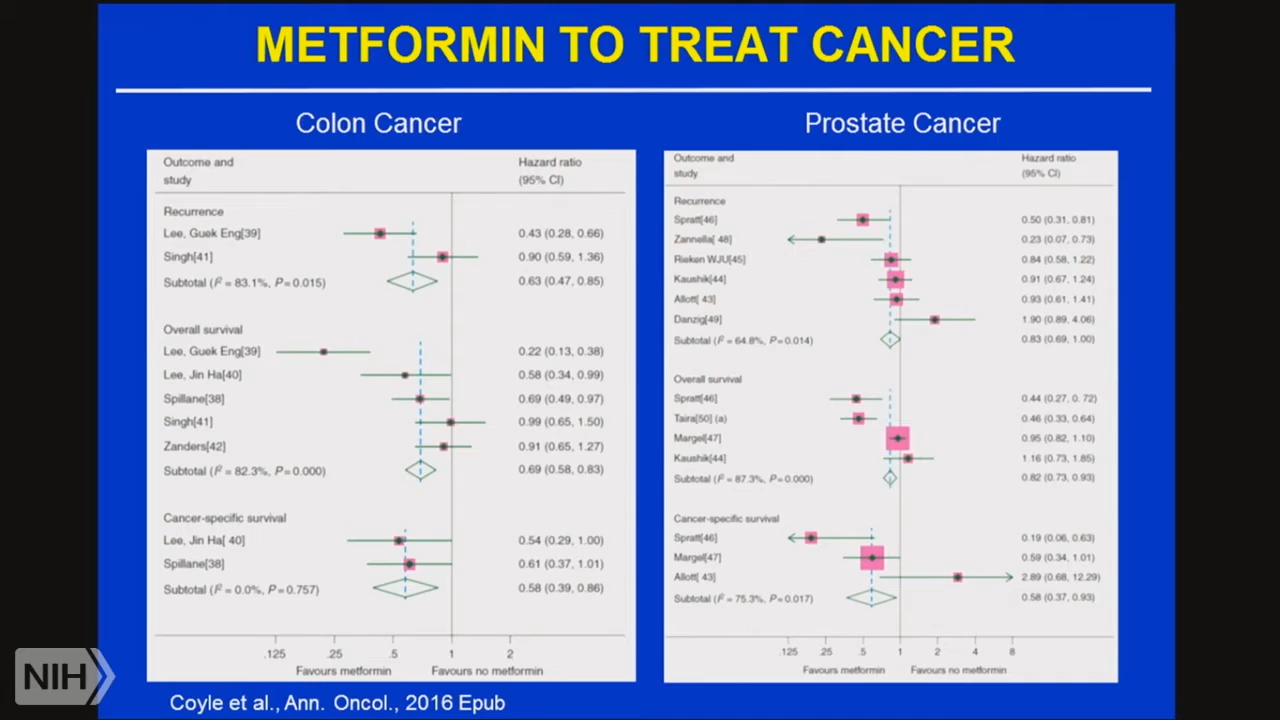 METFORMIN TO TREAT CANCER
Colon Cancer
Outcome and study Hazard ratio (95% CI)
Recurrence
Lee, Guek Eng[39] 0.43 (0.28, 0.66)
Singh[41] 0.90 (0.59, 1.36)
Subtotal (I² = 83.1%, P=0.015) 0.63 (0.47, 0.85)
Overall survival
Lee, Guek Eng[39] 0.22 (0.13, 0.38)
Lee, Jin Ha[40] 0.58 (0.34, 0.99)
Spillane[38] 0.69 (0.49, 0.97)
Singh[41] 0.99 (0.65, 1.50)
Zanders[42] 0.91 (0.65, 1.27)
Subtotal (I² = 82.3%, P=0.000) 0.69 (0.58, 0.83)
Cancer-specific survival
Lee, Jin Ha[ 40] 0.54 (0.29, 1.00)
Spillane[38] 0.61 (0.37, 1.01)
Subtotal (I² = 0.0%, P=0.757) 0.58 (0.39, 0.86)
.125 .25 .5 1 2
Favours metformin Favours no metformin
Prostate Cancer
Outcome and study Hazard ratio (95% CI)
Recurrence
Spratt[46] 0.50 (0.31, 0.81)
Zannella[ 48] 0.23 (0.07, 0.73)
Rieken WJU[45] 0.84 (0.58, 1.22)
Kaushik[44] 0.91 (0.67, 1.24)
Allott[ 43] 0.93 (0.61, 1.41)
Danzig[49] 1.90 (0.89, 4.06)
Subtotal (I² = 64.8%, P=0.014) 0.83 (0.69, 1.00)
Overall survival
Spratt[46] 0.44 (0.27, 0. 72)
Taira[50] (a) 0.46 (0.33, 0.64)
Margel[47] 0.95 (0.82, 1.10)
Kaushik[44] 1.16 (0.73, 1.85)
Subtotal (I² = 87.3%, P=0.000) 0.82 (0.73, 0.93)
Cancer-specific survival
Spratt[46] 0.19 (0.06, 0.63)
Margel[47] 0.59 (0.34, 1.01)
Allott[ 43] 2.89 (0.68, 12.29)
Subtotal (I² = 75.3%, P=0.017) 0.58 (0.37, 0.93)
.125 .25 .5 1 2 4 8
Favours metformin Favours no metformin
NIH
Coyle et al., Ann. Oncol., 2016 Epub